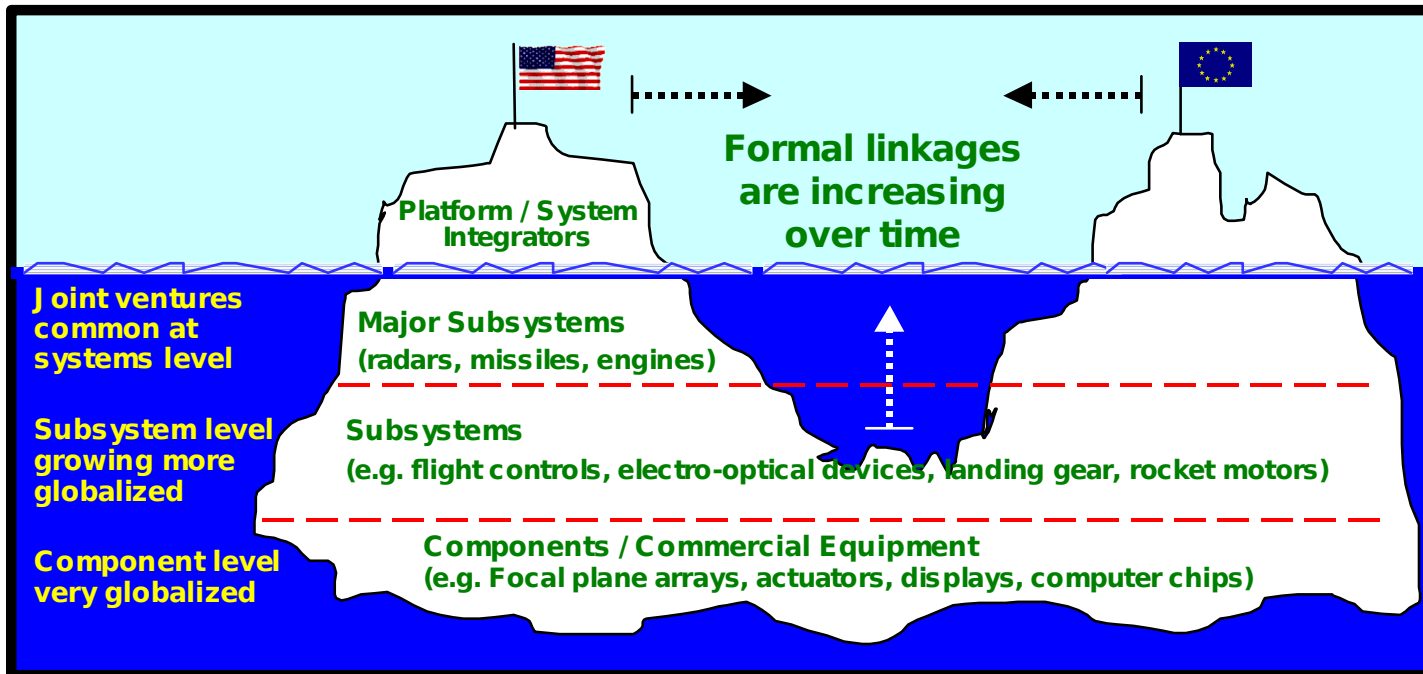 Formal linkages
are increasing
over time
Platform / System
Integrators
Joint ventures
common at
systems level
Major Subsystems
(radars, missiles, engines)
Subsystem level
growing more
globalized
Subsystems
(e.g. flight controls, electro-optical devices, landing gear, rocket motors)
Component level
very globalized
Components / Commercial Equipment
(e.g. Focal plane arrays, actuators, displays, computer chips)